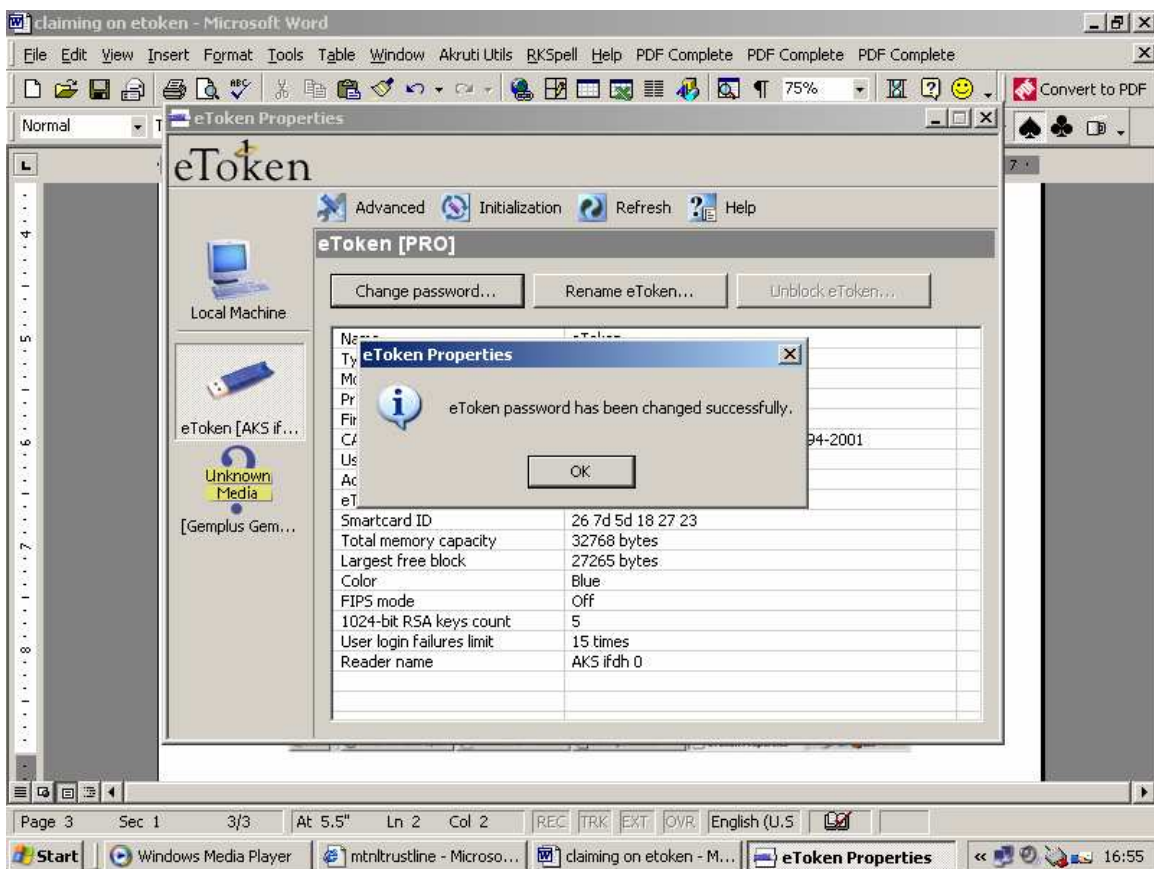 claiming on etoken - Microsoft Word
File Edit View Insert Format Tools Table Window Akruti Utils RKSpell Help PDF Complete PDF Complete PDF Complete
75%
Convert to PDF
Normal
eToken Properties
eToken
7
Advanced Initialization Refresh Help
eToken [PRO]
Change password... Rename eToken... Unblock eToken...
Local Machine
eToken [AKS if...
Unknown
Media
[Gemplus Gem...
eToken Properties
eToken password has been changed successfully.
OK
94-2001
Smartcard ID 26 7d 5d 18 27 23
Total memory capacity 32768 bytes
Largest free block 27265 bytes
Color Blue
FIPS mode Off
1024-bit RSA keys count 5
User login failures limit 15 times
Reader name AKS ifdh 0
4
5
6
7
8
Page 3 Sec 1 3/3 At 5.5" Ln 2 Col 2 REC TRK EXT OVR English (U.S
Start Windows Media Player mtnltrustline - Microso... claiming on etoken - M... eToken Properties 16:55